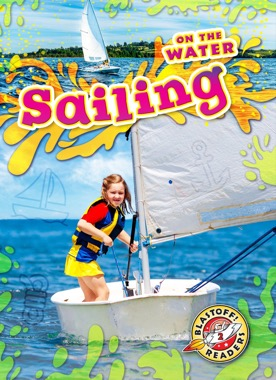 ON THE
WATER
Sailing
BLASTOFF!
2
READERS